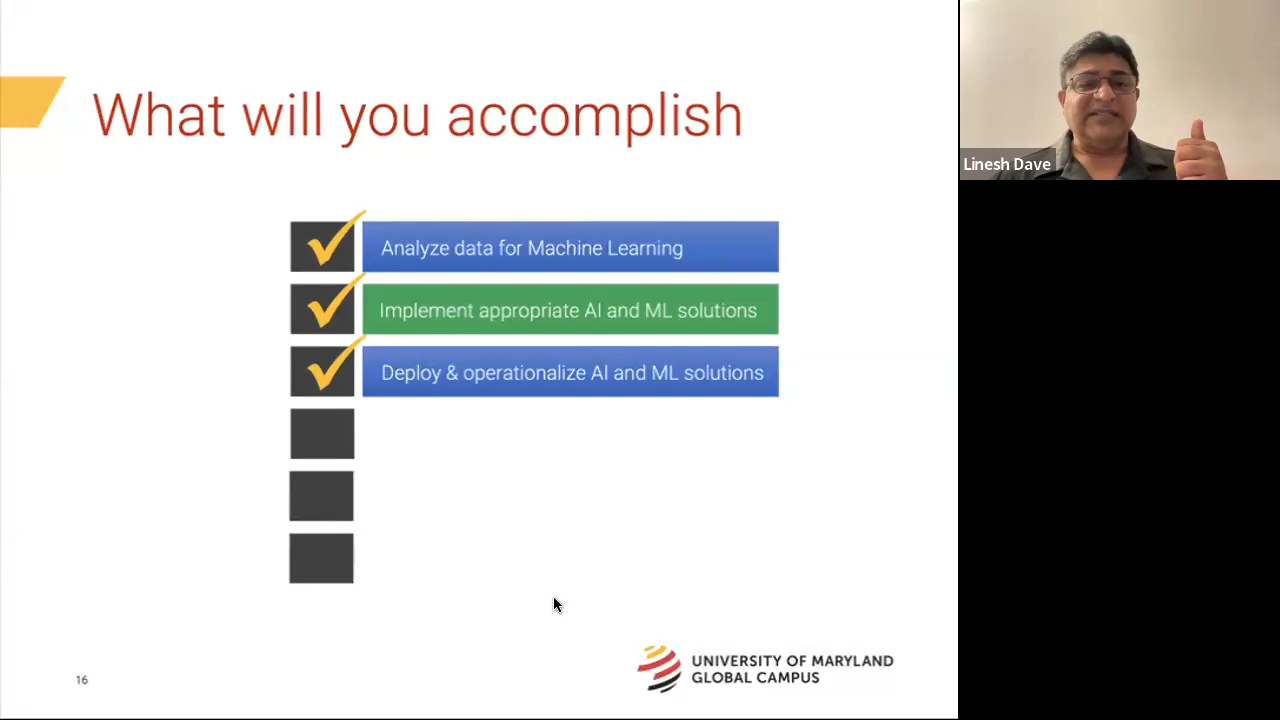 What will you accomplish
Linesh Dave
Analyze data for Machine Learning
Implement appropriate AI and ML solutions
Deploy & operationalize AI and ML solutions
16
UNIVERSITY OF MARYLAND
GLOBAL CAMPUS